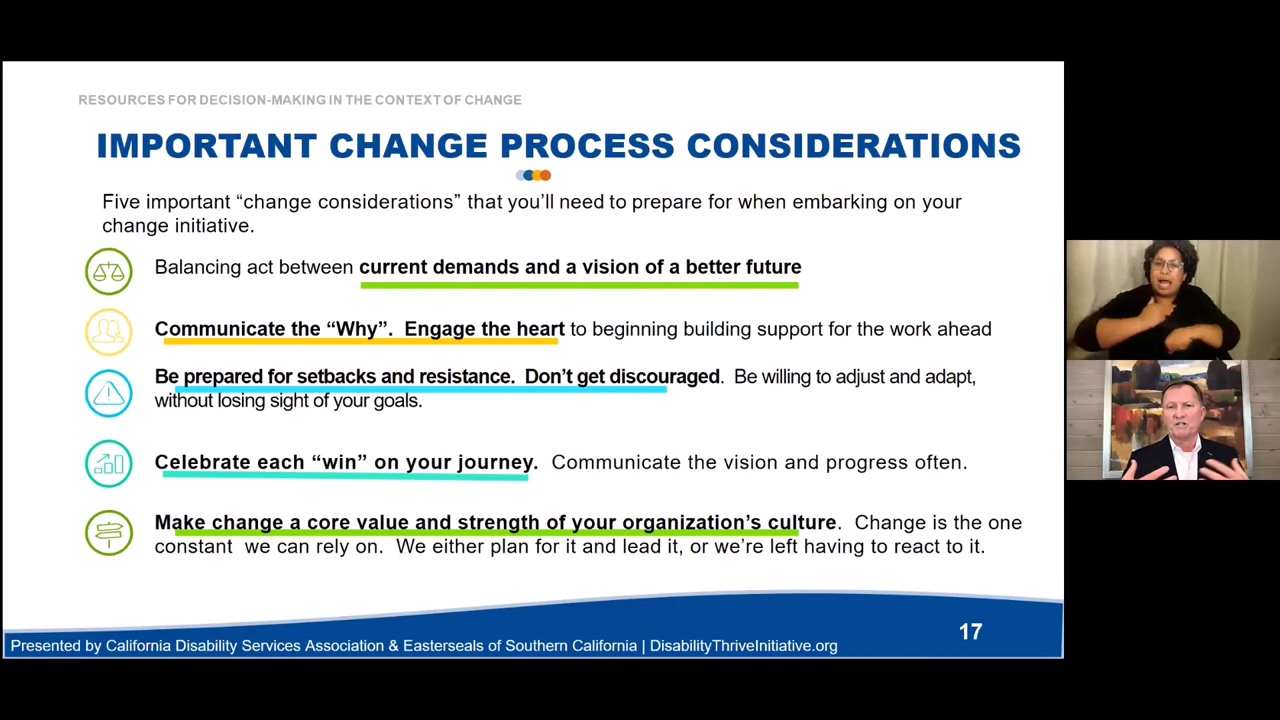 RESOURCES FOR DECISION-MAKING IN THE CONTEXT OF CHANGE
IMPORTANT CHANGE PROCESS CONSIDERATIONS
Five important “change considerations” that you’ll need to prepare for when embarking on your
change initiative.
Balancing act between current demands and a vision of a better future
Communicate the “Why”.  Engage the heart to beginning building support for the work ahead
Be prepared for setbacks and resistance.  Don’t get discouraged.  Be willing to adjust and adapt,
without losing sight of your goals.
Celebrate each “win” on your journey.  Communicate the vision and progress often.
Make change a core value and strength of your organization’s culture.  Change is the one
constant  we can rely on.  We either plan for it and lead it, or we’re left having to react to it.
17
Presented by California Disability Services Association & Easterseals of Southern California | DisabilityThriveInitiative.org